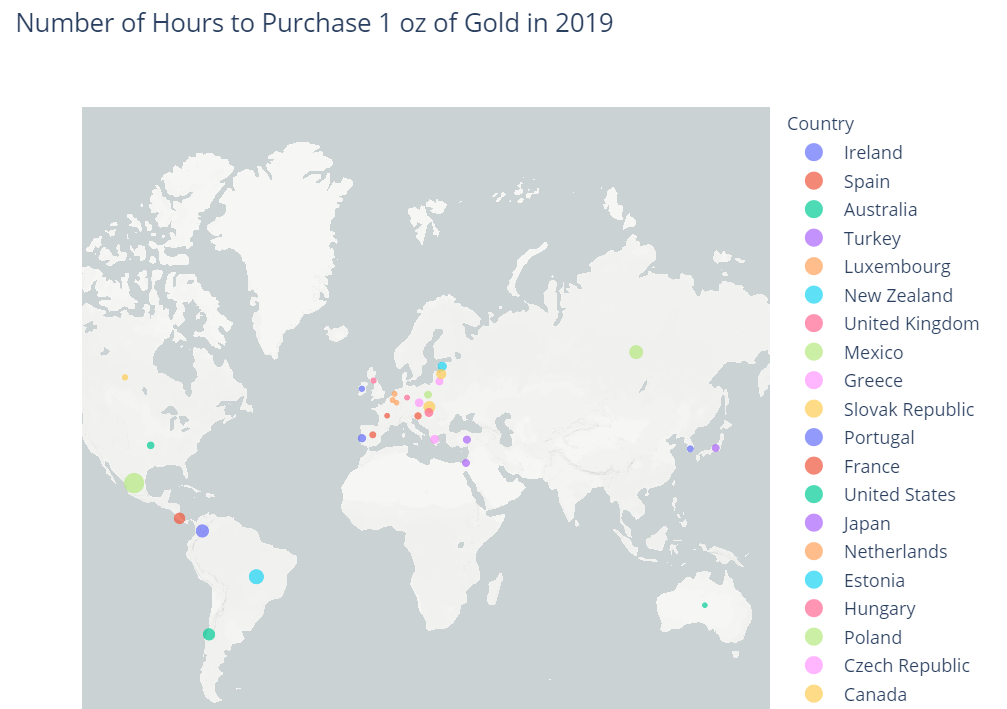 Number of Hours to Purchase 1 oz of Gold in 2019
Country
Ireland
Spain
Australia
Turkey
Luxembourg
New Zealand
United Kingdom
Mexico
Greece
Slovak Republic
Portugal
France
United States
Japan
Netherlands
Estonia
Hungary
Poland
Czech Republic
Canada